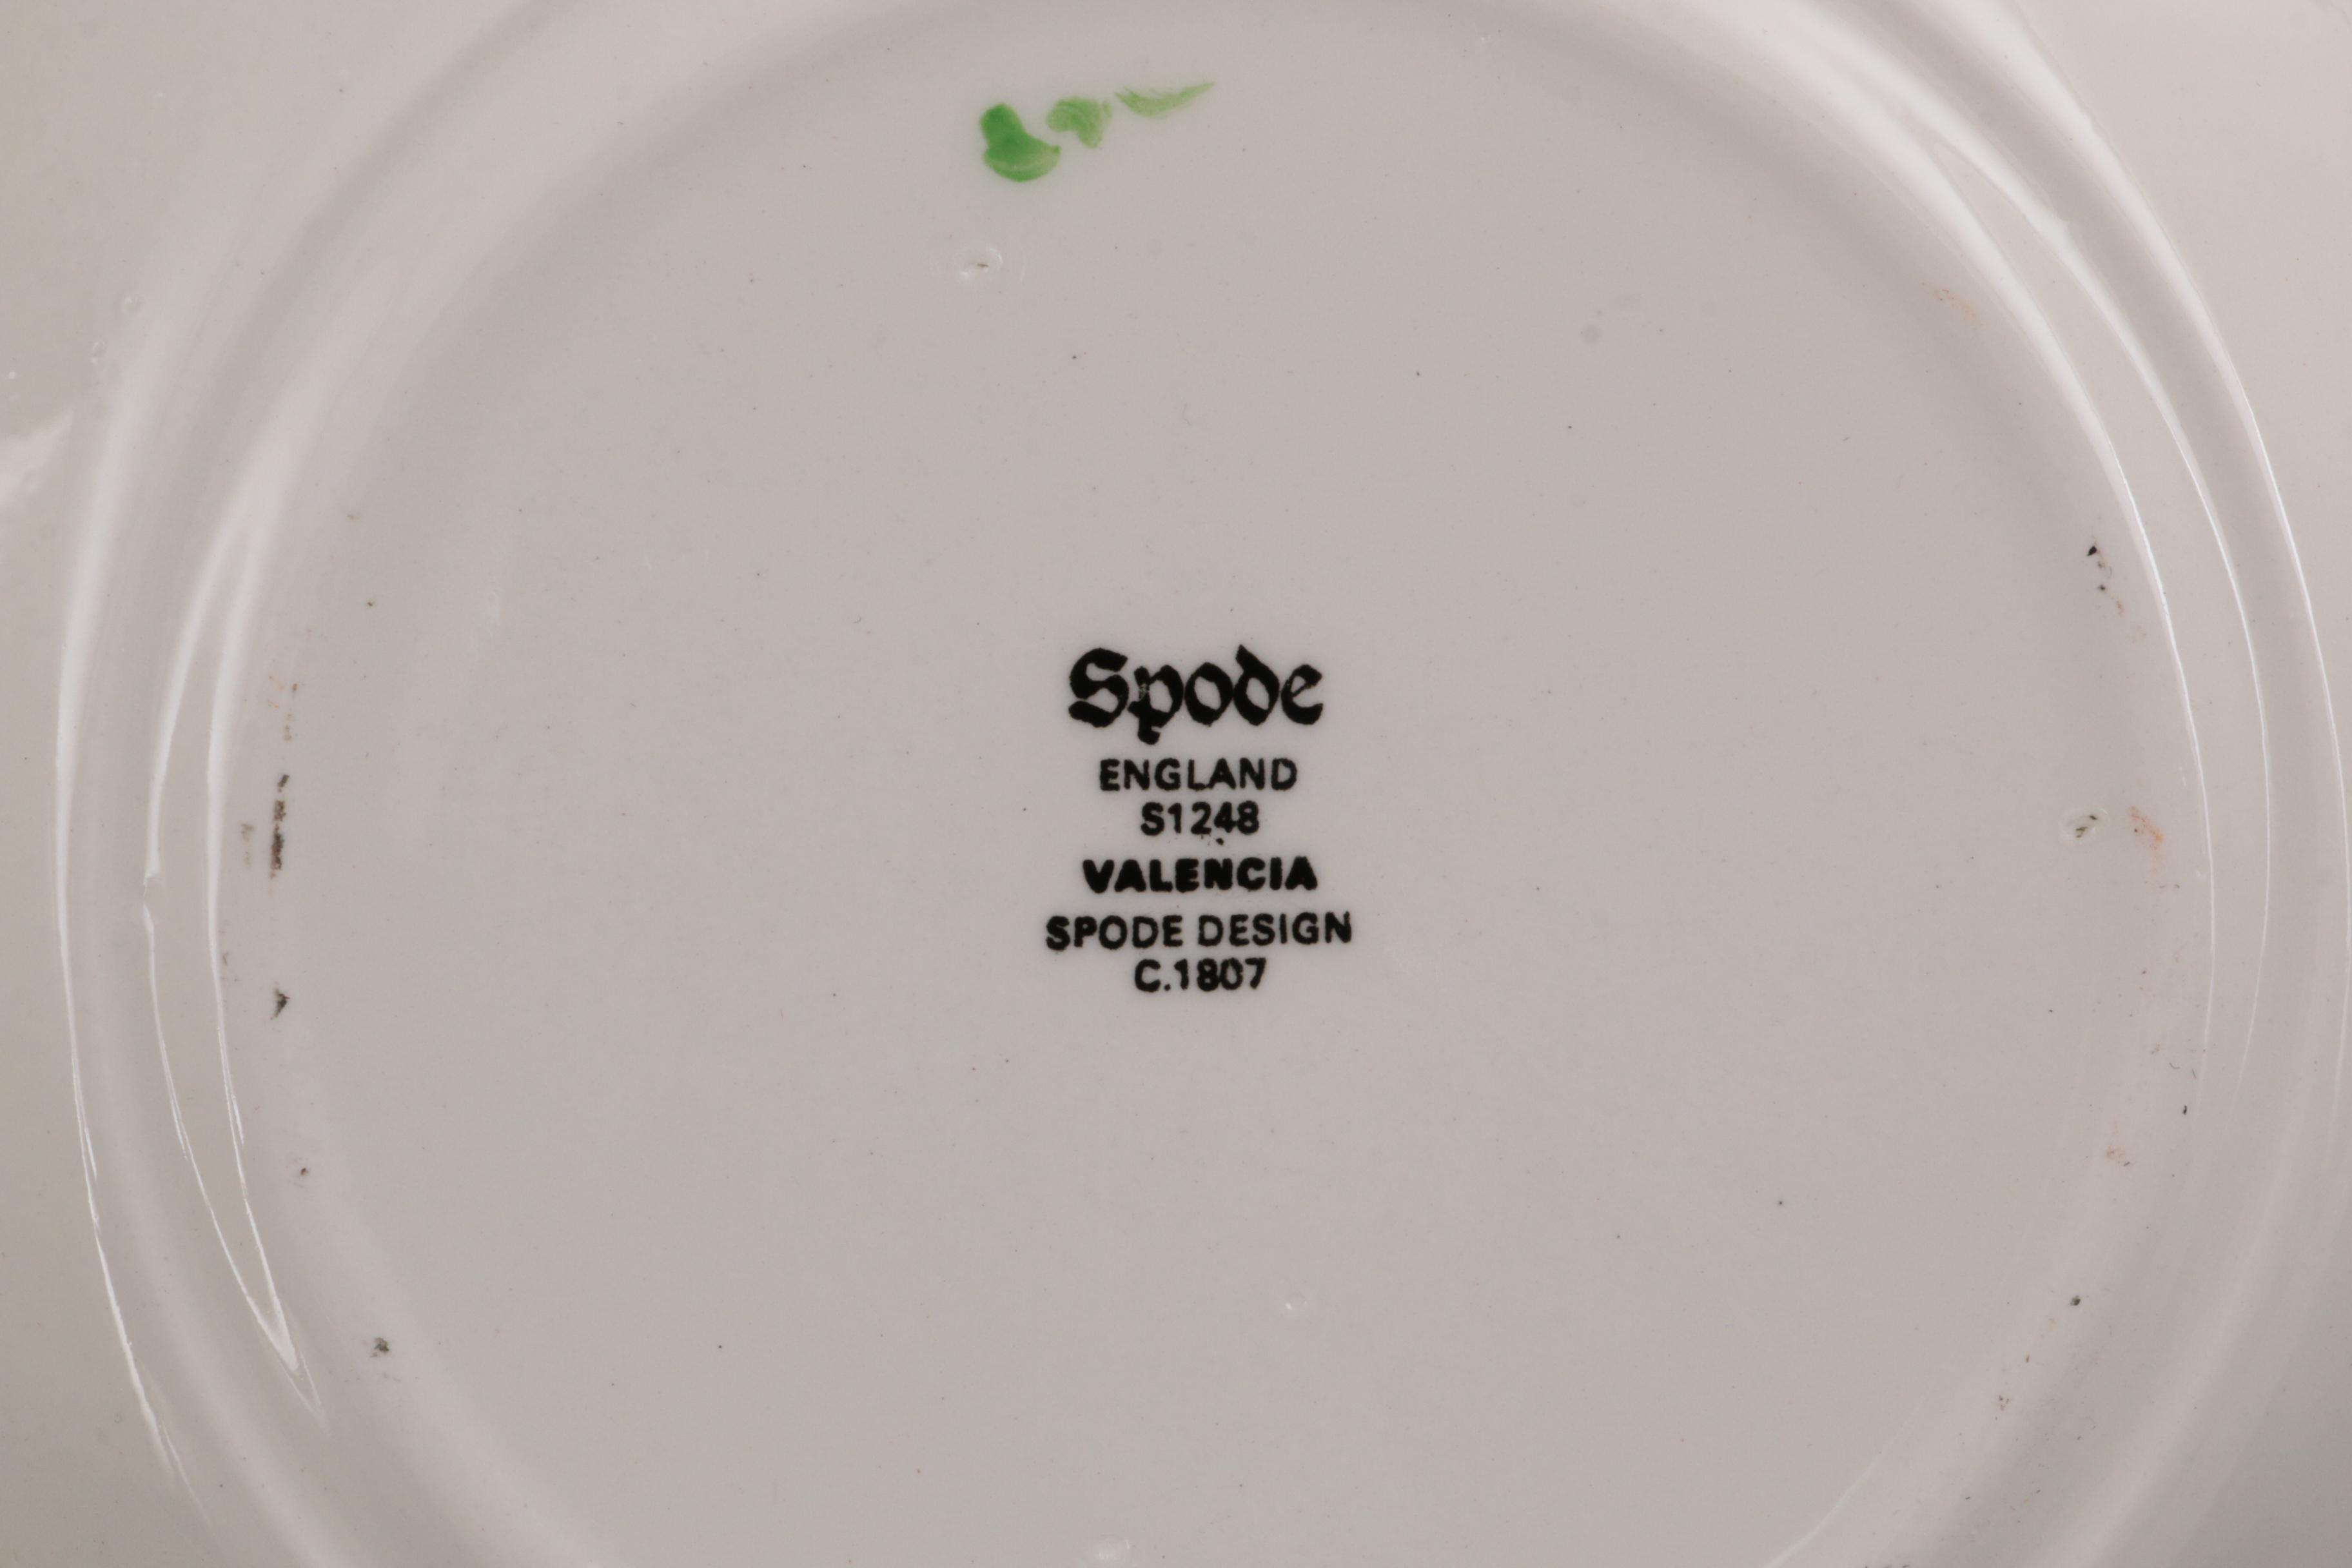 Spode
ENGLAND
S1248
VALENCIA
SPODE DESIGN
C.1807